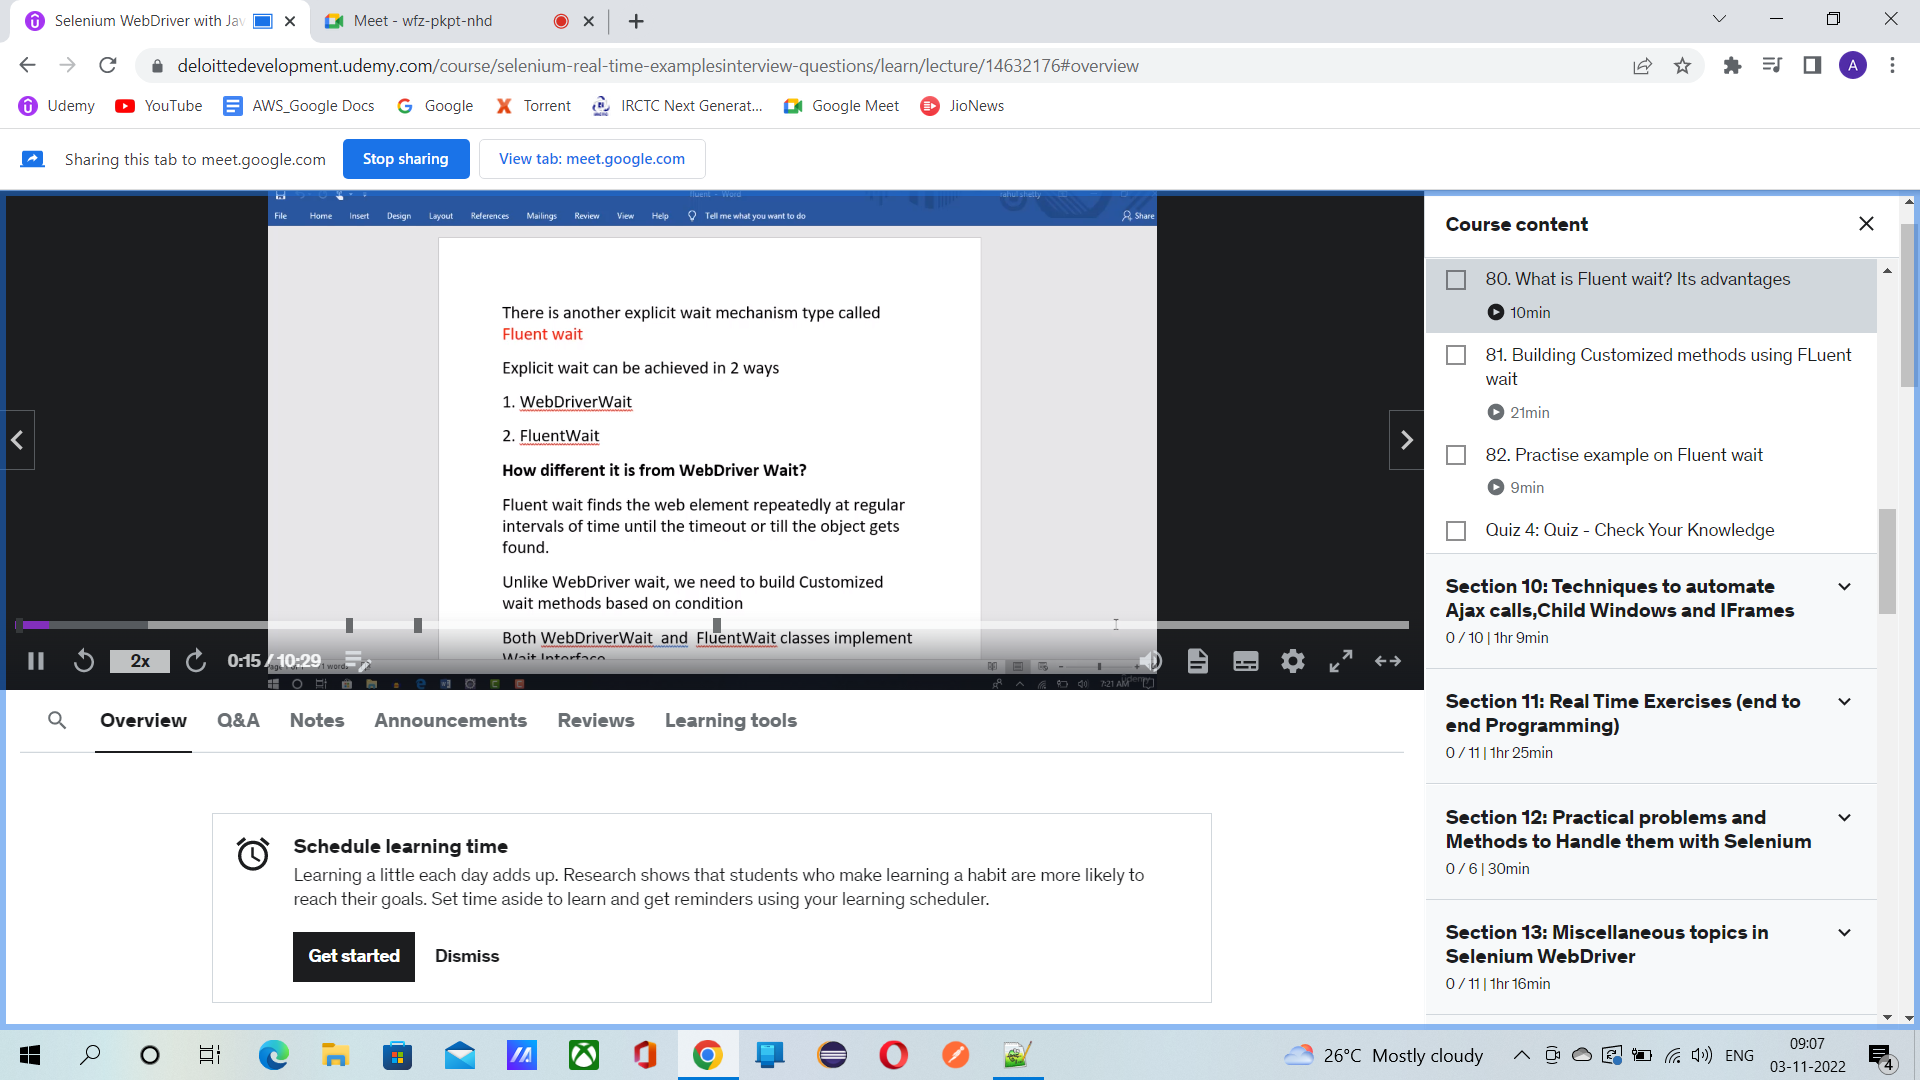 Selenium WebDriver with Jav
Meet - wfz-pkpt-nhd
deloittedevelopment.udemy.com/course/selenium-real-time-examplesinterview-questions/learn/lecture/14632176#overview
A
Udemy
YouTube
AWS_Google Docs
Google
Torrent
IRCTC Next Generat...
Google Meet
JioNews
Sharing this tab to meet.google.com
Stop sharing
View tab: meet.google.com
fluent - Word
rahul shetty
File Home Insert Design Layout References Mailings Review View Help Tell me what you want to do
Share
There is another explicit wait mechanism type called
Fluent wait
Explicit wait can be achieved in 2 ways
1. WebDriverWait
2. FluentWait
How different it is from WebDriver Wait?
Fluent wait finds the web element repeatedly at regular
intervals of time until the timeout or till the object gets
found.
Unlike WebDriver wait, we need to build Customized
wait methods based on condition
Both WebDriverWait and FluentWait classes implement
Wait Interface
2x
0:15 / 10:29
words
7:21 AM
Udemy
Course content
80. What is Fluent wait? Its advantages
10min
81. Building Customized methods using FLuent
wait
21min
82. Practise example on Fluent wait
9min
Quiz 4: Quiz - Check Your Knowledge
Section 10: Techniques to automate
Ajax calls,Child Windows and IFrames
0 / 10 | 1hr 9min
Section 11: Real Time Exercises (end to
end Programming)
0 / 11 | 1hr 25min
Section 12: Practical problems and
Methods to Handle them with Selenium
0 / 6 | 30min
Section 13: Miscellaneous topics in
Selenium WebDriver
0 / 11 | 1hr 16min
Overview
Q&A
Notes
Announcements
Reviews
Learning tools
Schedule learning time
Learning a little each day adds up. Research shows that students who make learning a habit are more likely to
reach their goals. Set time aside to learn and get reminders using your learning scheduler.
Get started
Dismiss
26°C Mostly cloudy
ENG
09:07
03-11-2022
4